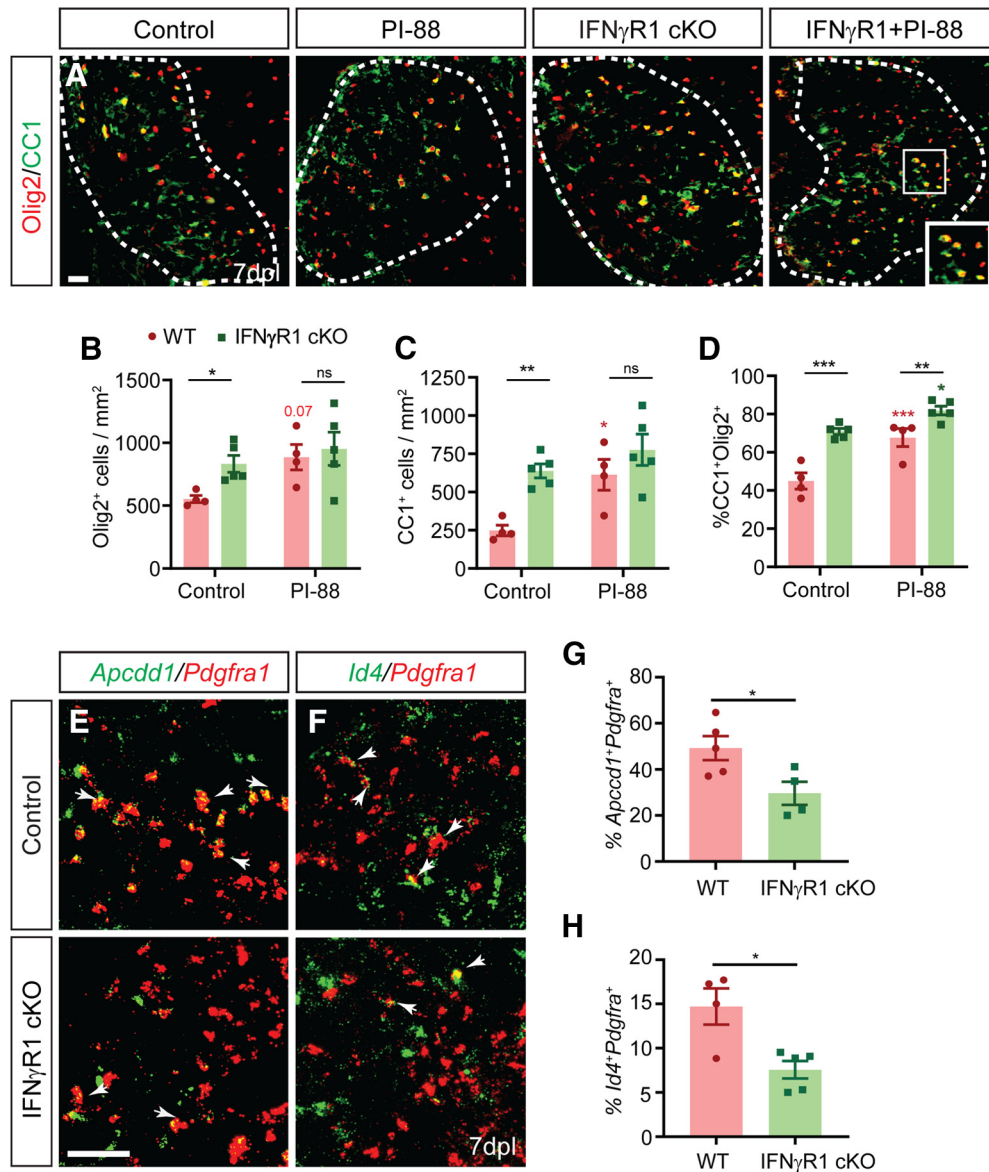 Control
PI-88
IFNγR1 cKO
IFNγR1+PI-88
Olig2/CC1
A
7dpl
WT
IFNγR1 cKO
B
Olig2⁺ cells / mm²
1500
1000
500
0
*
0.07
ns
Control
PI-88
C
CC1⁺ cells / mm²
1250
1000
750
500
250
0
**
*
ns
Control
PI-88
D
%CC1⁺Olig2⁺
100
80
60
40
20
0
***
***
**
*
Control
PI-88
Apcdd1/Pdgfra1
Id4/Pdgfra1
Control
IFNγR1 cKO
E
F
7dpl
G
% Apccd1⁺Pdgfra⁺
80
60
40
20
0
*
WT
IFNγR1 cKO
H
% Id4⁺Pdgfra⁺
20
15
10
5
0
*
WT
IFNγR1 cKO